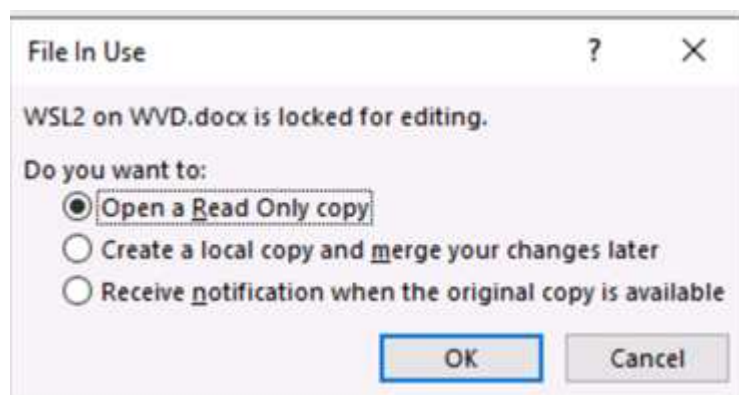 File In Use ?
WSL2 on WVD.docx is locked for editing.
Do you want to:
Open a Read Only copy
Create a local copy and merge your changes later
Receive notification when the original copy is available
OK Cancel